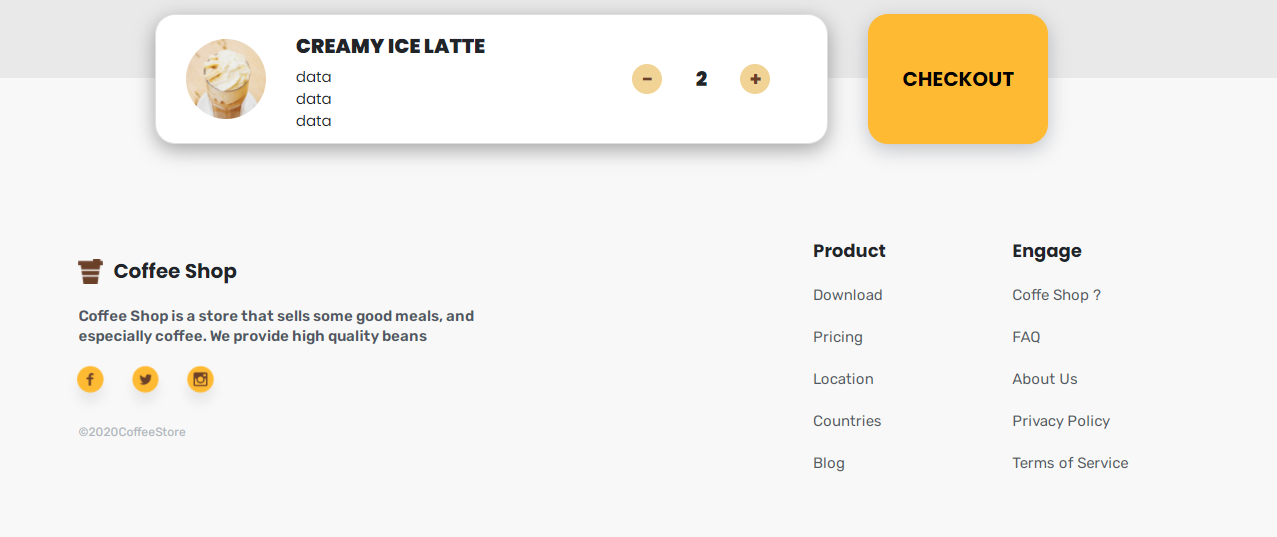 CREAMY ICE LATTE
data
data
data
- 2 +
CHECKOUT
Coffee Shop
Coffee Shop is a store that sells some good meals, and
especially coffee. We provide high quality beans
©2020CoffeeStore
Product
Download
Pricing
Location
Countries
Blog
Engage
Coffe Shop ?
FAQ
About Us
Privacy Policy
Terms of Service